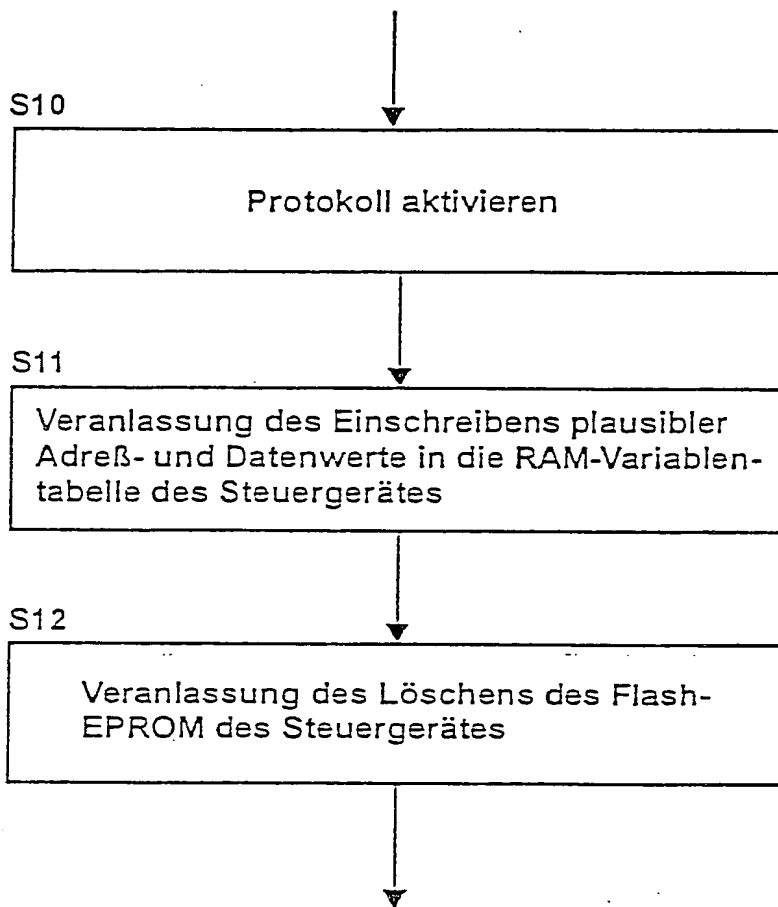 S10
Protokoll aktivieren
S11
Veranlassung des Einschreibens plausibler
Adreß- und Datenwerte in die RAM-Variablen-
tabelle des Steuergerätes
S12
Veranlassung des Löschens des Flash-
EPROM des Steuergerätes